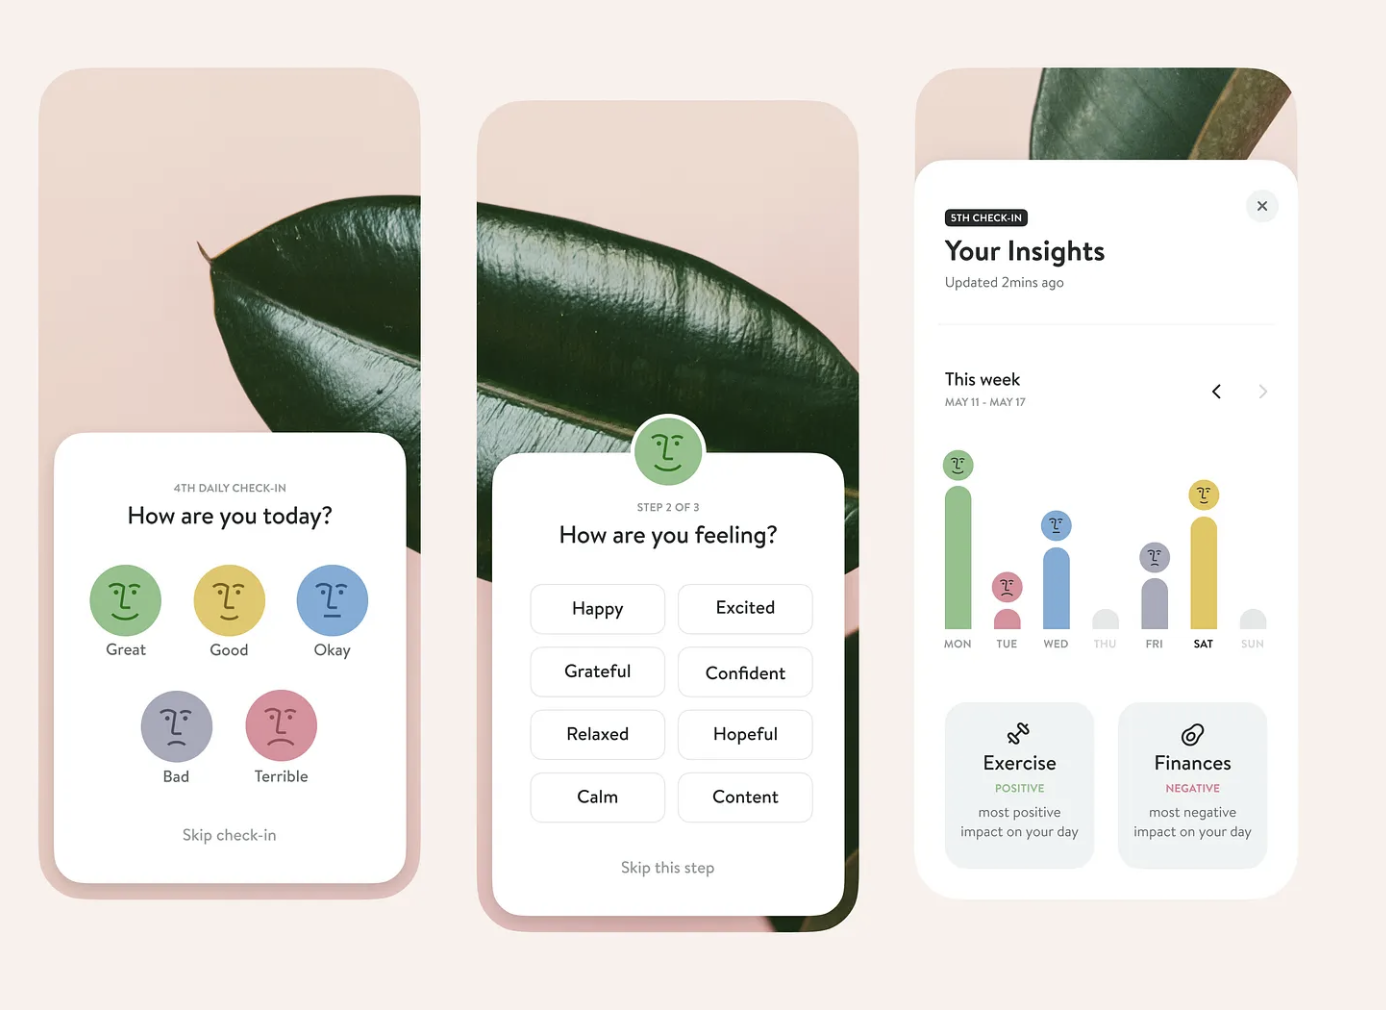 4TH DAILY CHECK-IN
How are you today?
Great
Good
Okay
Bad
Terrible
Skip check-in
STEP 2 OF 3
How are you feeling?
Happy
Excited
Grateful
Confident
Relaxed
Hopeful
Calm
Content
Skip this step
5TH CHECK-IN
Your Insights
Updated 2mins ago
This week
MAY 11 - MAY 17
MON TUE WED THU FRI SAT SUN
Exercise
POSITIVE
most positive
impact on your day
Finances
NEGATIVE
most negative
impact on your day